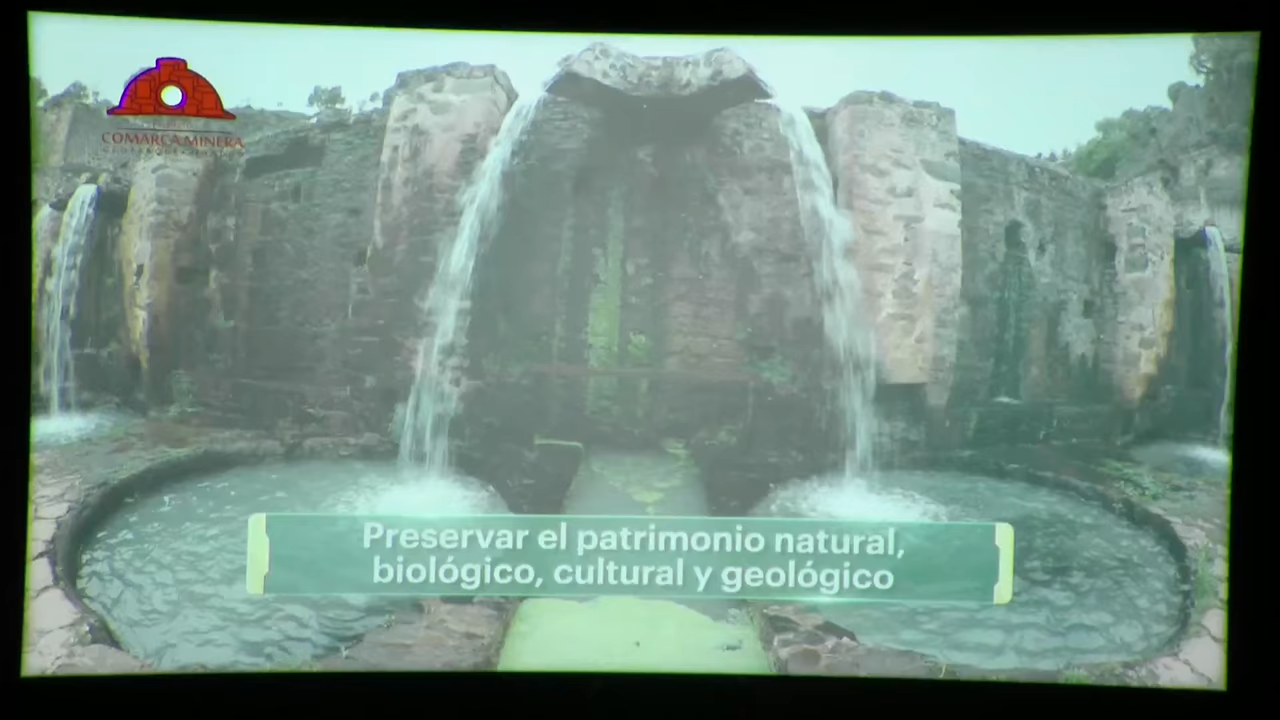 COMARCA MINERA
Preservar el patrimonio natural,
biológico, cultural y geológico